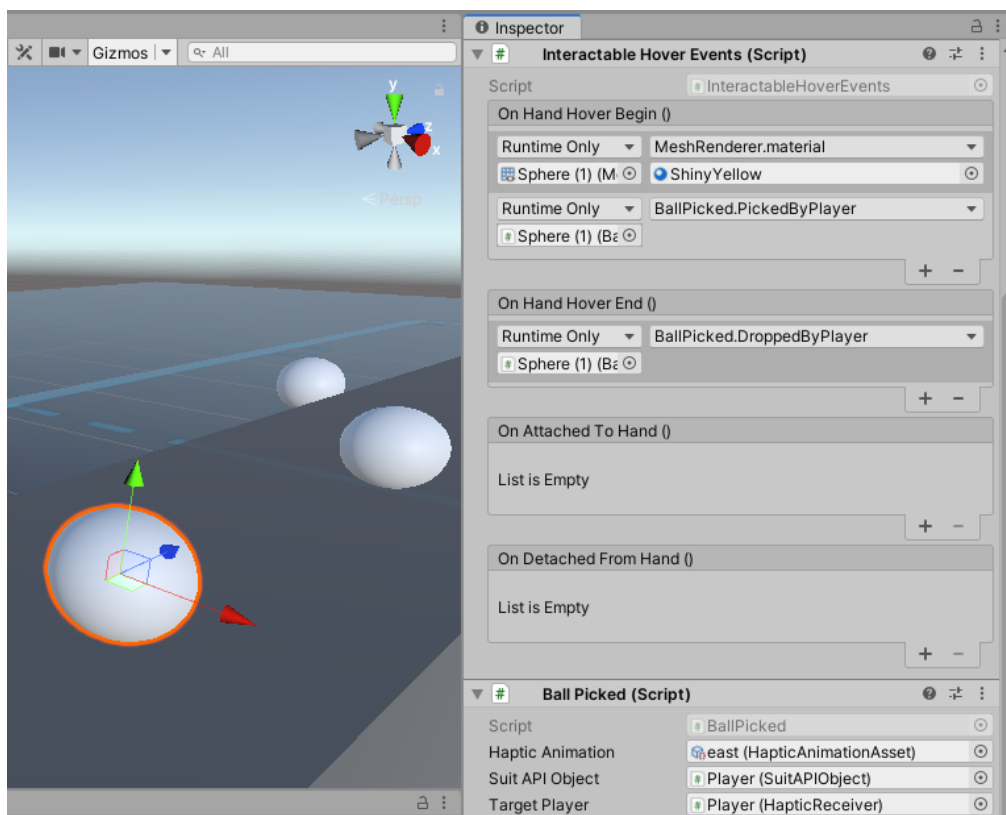 Inspector
Gizmos
All
Interactable Hover Events (Script)
Script
InteractableHoverEvents
On Hand Hover Begin ()
Runtime Only
MeshRenderer.material
Sphere (1) (M
ShinyYellow
Runtime Only
BallPicked.PickedByPlayer
Sphere (1) (Ba
On Hand Hover End ()
Runtime Only
BallPicked.DroppedByPlayer
Sphere (1) (Ba
On Attached To Hand ()
List is Empty
On Detached From Hand ()
List is Empty
Ball Picked (Script)
Script
BallPicked
Haptic Animation
east (HapticAnimationAsset)
Suit API Object
Player (SuitAPIObject)
Target Player
Player (HapticReceiver)
y
z
x
Persp